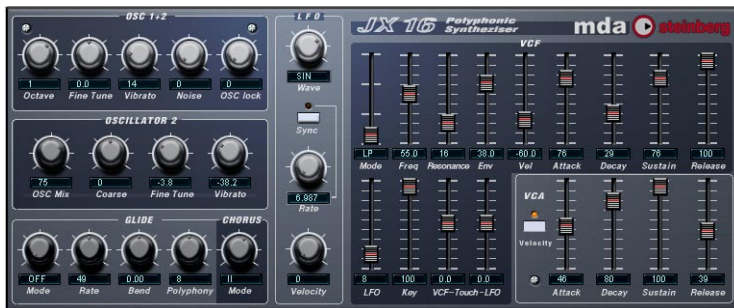 OSC 1+2
1 0.0 14 0 0
Octave Fine Tune Vibrato Noise OSC lock
OSCILLATOR 2
75 0 -3.8 -38.2
OSC Mix Coarse Fine Tune Vibrato
GLIDE CHORUS
OFF 49 0.00 8 II
Mode Rate Bend Polyphony Mode
LFO
SIN
Wave
Sync
6.987
Rate
0
Velocity
JX 16 Polyphonic Syntheziser
mda steinberg
VCF
LP 55.0 16 38.0 -60.0 76 29 76 100
Mode Freq Resonance Env Vel Attack Decay Sustain Release
8 100 0.0 0.0
LFO Key VCF-Touch-LFO
VCA
Velocity
46 80 100 39
Attack Decay Sustain Release